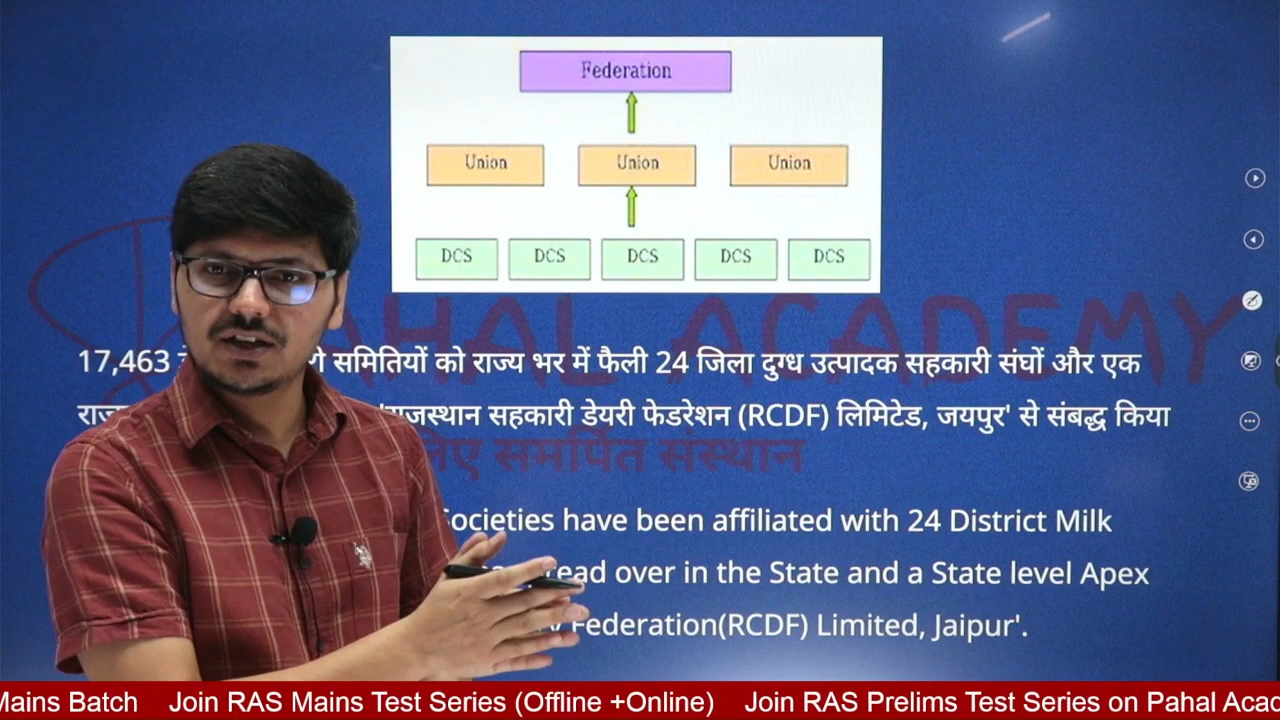 Federation
Union Union Union
DCS DCS DCS DCS DCS
PAHAL ACADEMY
17,463 समितियों को राज्य भर में फैली 24 जिला दुग्ध उत्पादक सहकारी संघों और एक
'राजस्थान सहकारी डेयरी फेडरेशन (RCDF) लिमिटेड, जयपुर' से संबद्ध किया
लिए समर्पित संस्थान
Societies have been affiliated with 24 District Milk
over in the State and a State level Apex
Federation(RCDF) Limited, Jaipur'.
Mains Batch Join RAS Mains Test Series (Offline +Online) Join RAS Prelims Test Series on Pahal